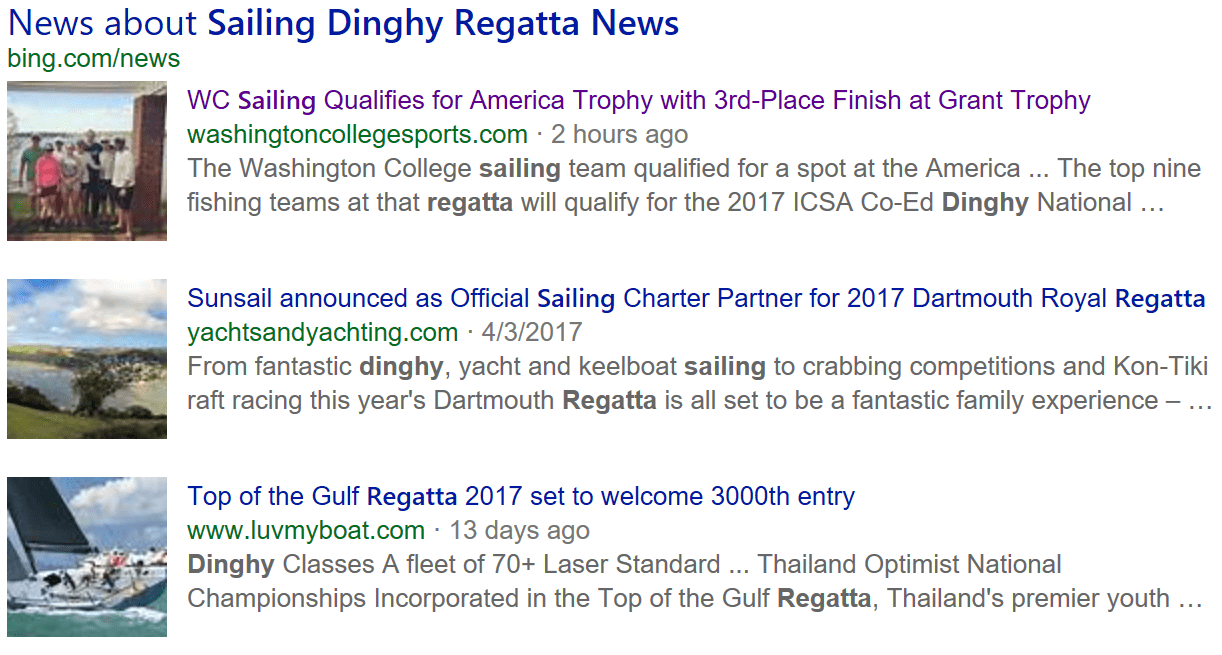 News about Sailing Dinghy Regatta News
bing.com/news
WC Sailing Qualifies for America Trophy with 3rd-Place Finish at Grant Trophy
washingtoncollegesports.com · 2 hours ago
The Washington College sailing team qualified for a spot at the America ... The top nine
fishing teams at that regatta will qualify for the 2017 ICSA Co-Ed Dinghy National …
Sunsail announced as Official Sailing Charter Partner for 2017 Dartmouth Royal Regatta
yachtsandyachting.com · 4/3/2017
From fantastic dinghy, yacht and keelboat sailing to crabbing competitions and Kon-Tiki
raft racing this year's Dartmouth Regatta is all set to be a fantastic family experience – …
Top of the Gulf Regatta 2017 set to welcome 3000th entry
www.luvmyboat.com · 13 days ago
Dinghy Classes A fleet of 70+ Laser Standard ... Thailand Optimist National
Championships Incorporated in the Top of the Gulf Regatta, Thailand's premier youth …